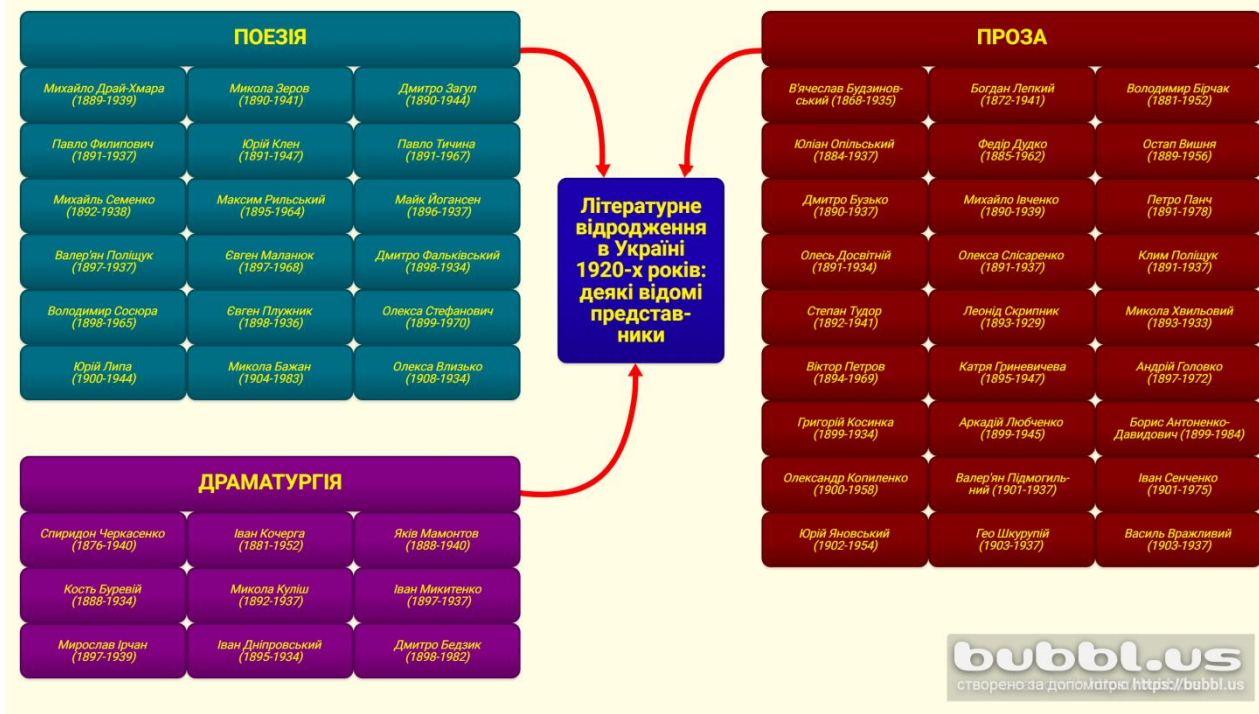 ПОЕЗІЯ
Михайло Драй-Хмара
(1889-1939)
Микола Зеров
(1890-1941)
Дмитро Загул
(1890-1944)
Павло Филипович
(1891-1937)
Юрій Клен
(1891-1947)
Павло Тичина
(1891-1967)
Михайль Семенко
(1892-1938)
Максим Рильський
(1895-1964)
Майк Йогансен
(1896-1937)
Валер'ян Поліщук
(1897-1937)
Євген Маланюк
(1897-1968)
Дмитро Фальківський
(1898-1934)
Володимир Сосюра
(1898-1965)
Євген Плужник
(1898-1936)
Олекса Стефанович
(1899-1970)
Юрій Липа
(1900-1944)
Микола Бажан
(1904-1983)
Олекса Влизько
(1908-1934)
Літературне
відродження
в Україні
1920-х років:
деякі відомі
представ-
ники
ПРОЗА
В'ячеслав Будзинов-
ський (1868-1935)
Богдан Лепкий
(1872-1941)
Володимир Бірчак
(1881-1952)
Юліан Опільський
(1884-1937)
Федір Дудко
(1885-1962)
Остап Вишня
(1889-1956)
Дмитро Бузько
(1890-1937)
Михайло Івченко
(1890-1939)
Петро Панч
(1891-1978)
Олесь Досвітній
(1891-1934)
Олекса Слісаренко
(1891-1937)
Клим Поліщук
(1891-1937)
Степан Тудор
(1892-1941)
Леонід Скрипник
(1893-1929)
Микола Хвильовий
(1893-1933)
Віктор Петров
(1894-1969)
Катря Гриневичева
(1895-1947)
Андрій Головко
(1897-1972)
Григорій Косинка
(1899-1934)
Аркадій Любченко
(1899-1945)
Борис Антоненко-
Давидович (1899-1984)
Олександр Копиленко
(1900-1958)
Валер'ян Підмогиль-
ний (1901-1937)
Іван Сенченко
(1901-1975)
Юрій Яновський
(1902-1954)
Гео Шкурупій
(1903-1937)
Василь Вражливий
(1903-1937)
ДРАМАТУРГІЯ
Спиридон Черкасенко
(1876-1940)
Іван Кочерга
(1881-1952)
Яків Мамонтов
(1888-1940)
Кость Буревій
(1888-1934)
Микола Куліш
(1892-1937)
Іван Микитенко
(1897-1937)
Мирослав Ірчан
(1897-1939)
Іван Дніпровський
(1895-1934)
Дмитро Бедзик
(1898-1982)
bubbl.us
створено за допомогою https://bubbl.us